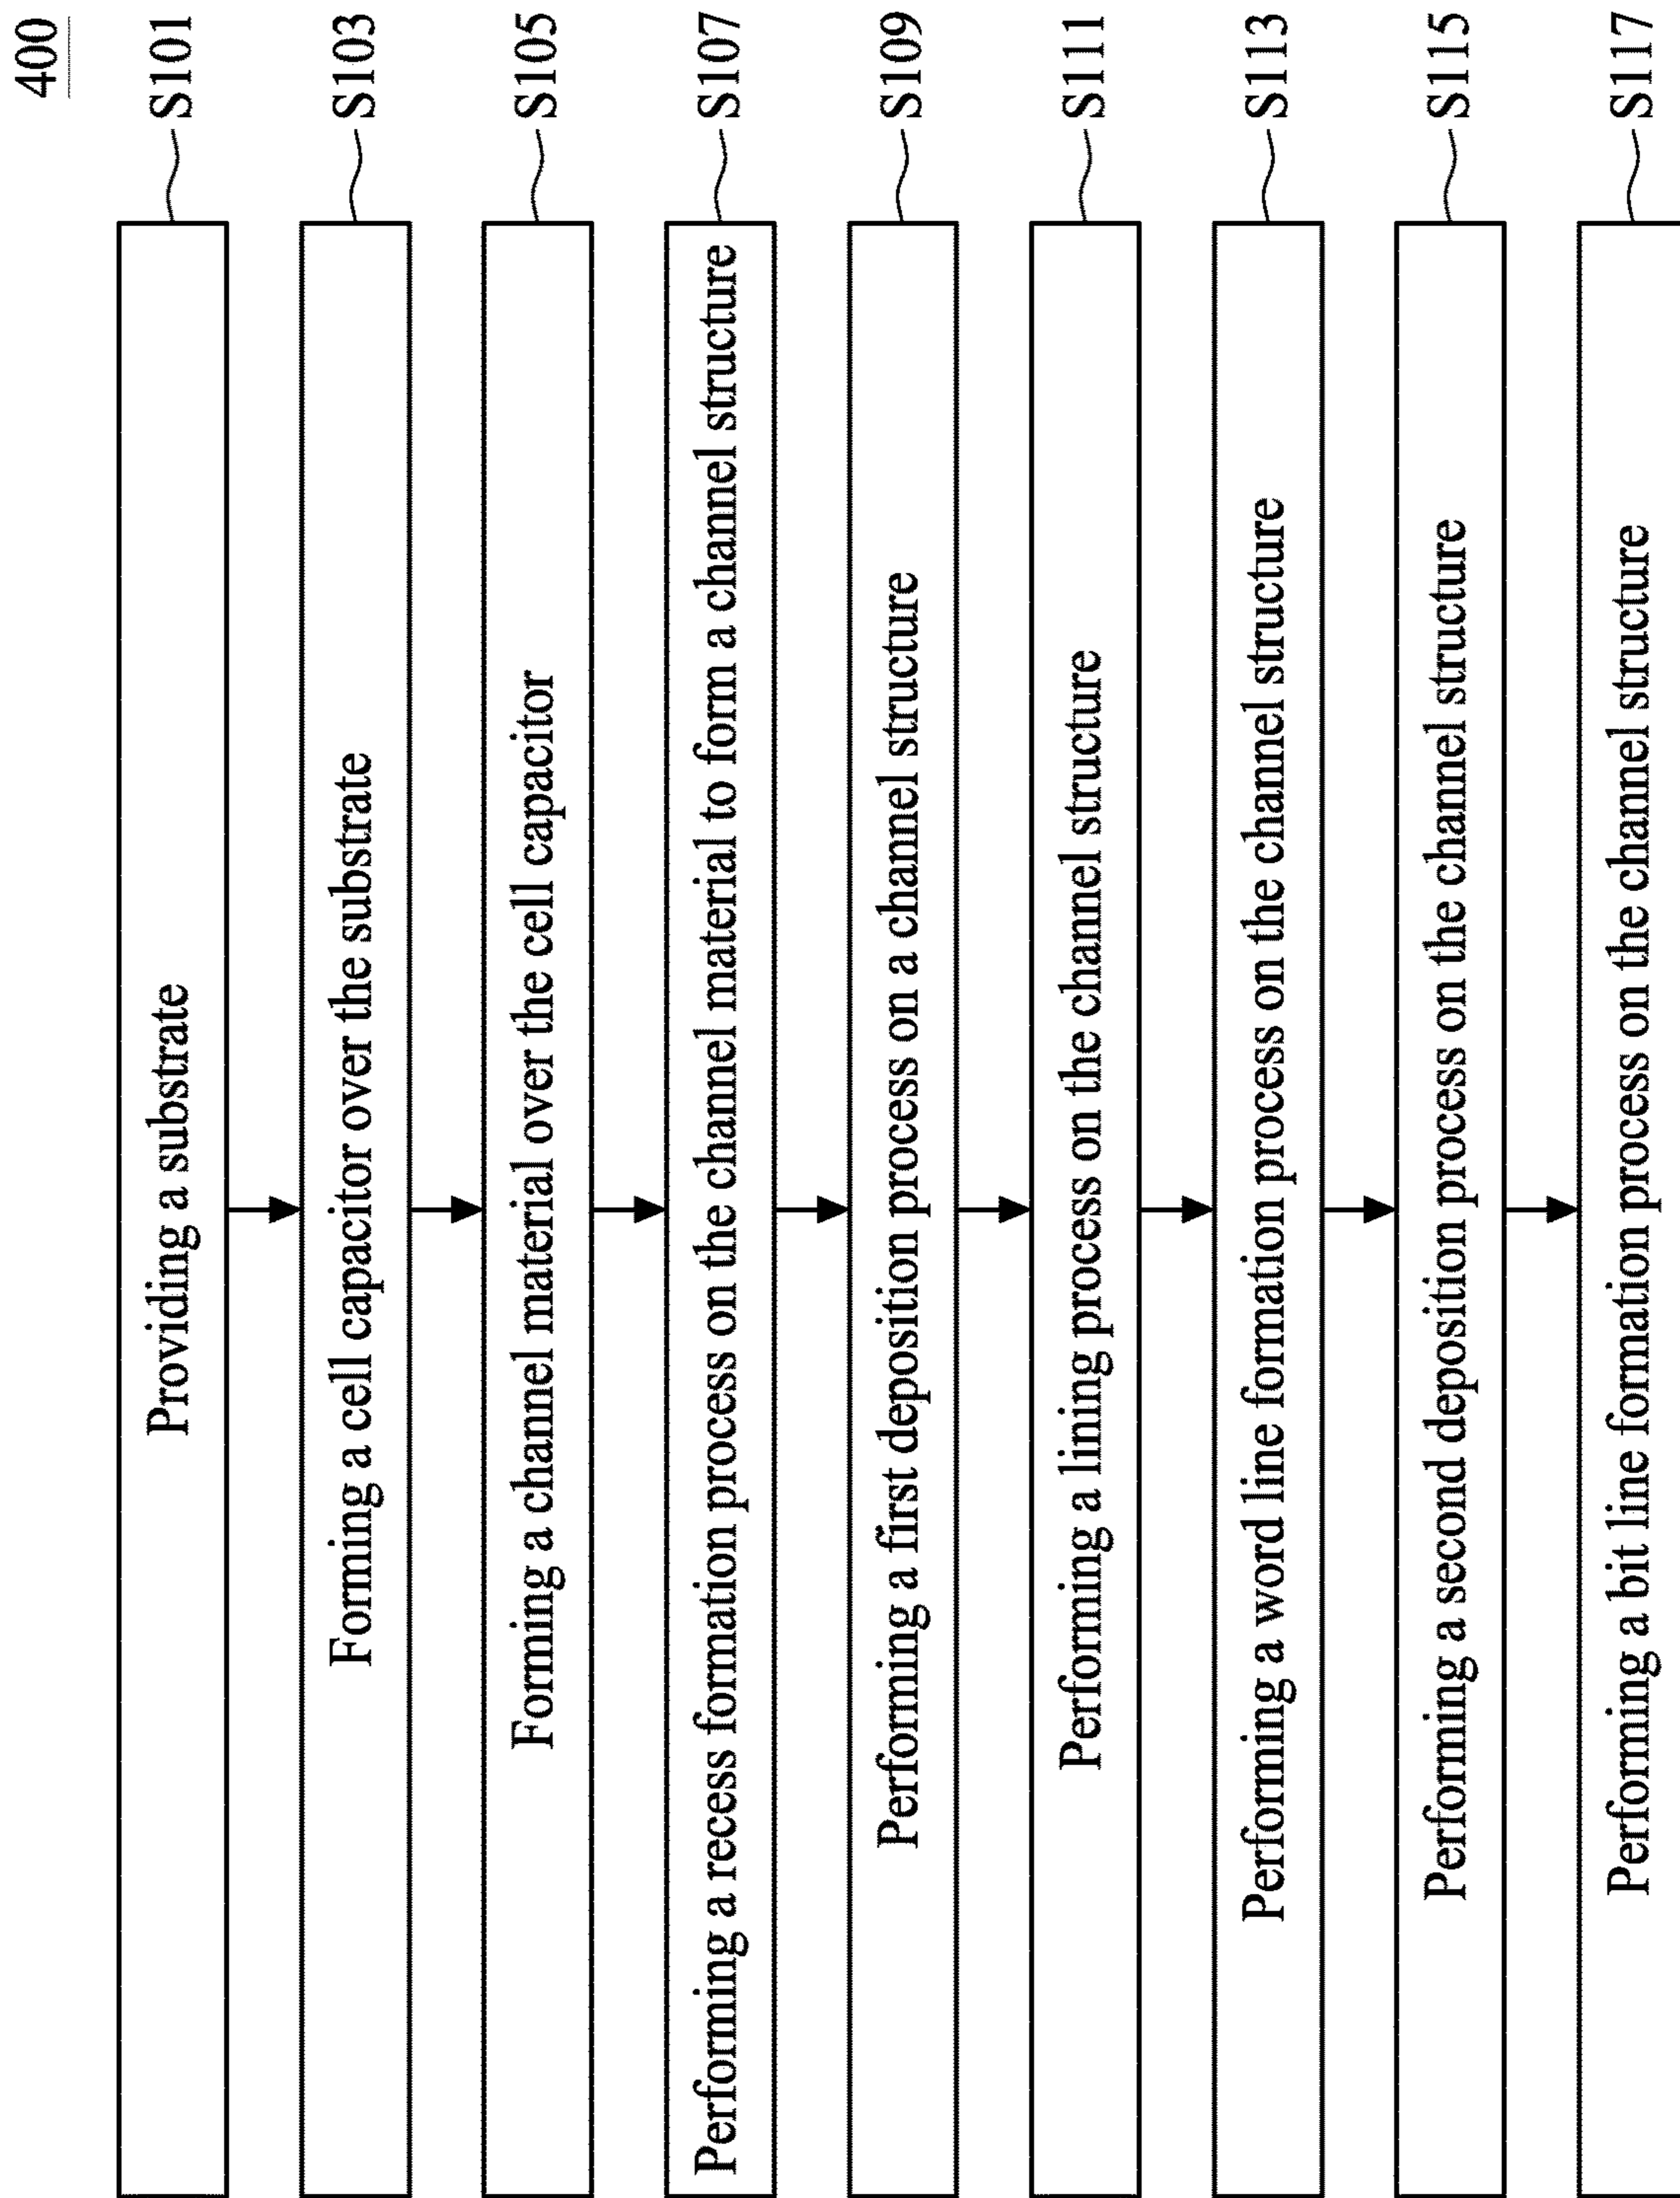 400
Providing a substrate
S101
Forming a cell capacitor over the substrate
S103
Forming a channel material over the cell capacitor
S105
Performing a recess formation process on the channel material to form a channel structure
S107
Performing a first deposition process on a channel structure
S109
Performing a lining process on the channel structure
S111
Performing a word line formation process on the channel structure
S113
Performing a second deposition process on the channel structure
S115
Performing a bit line formation process on the channel structure
S117